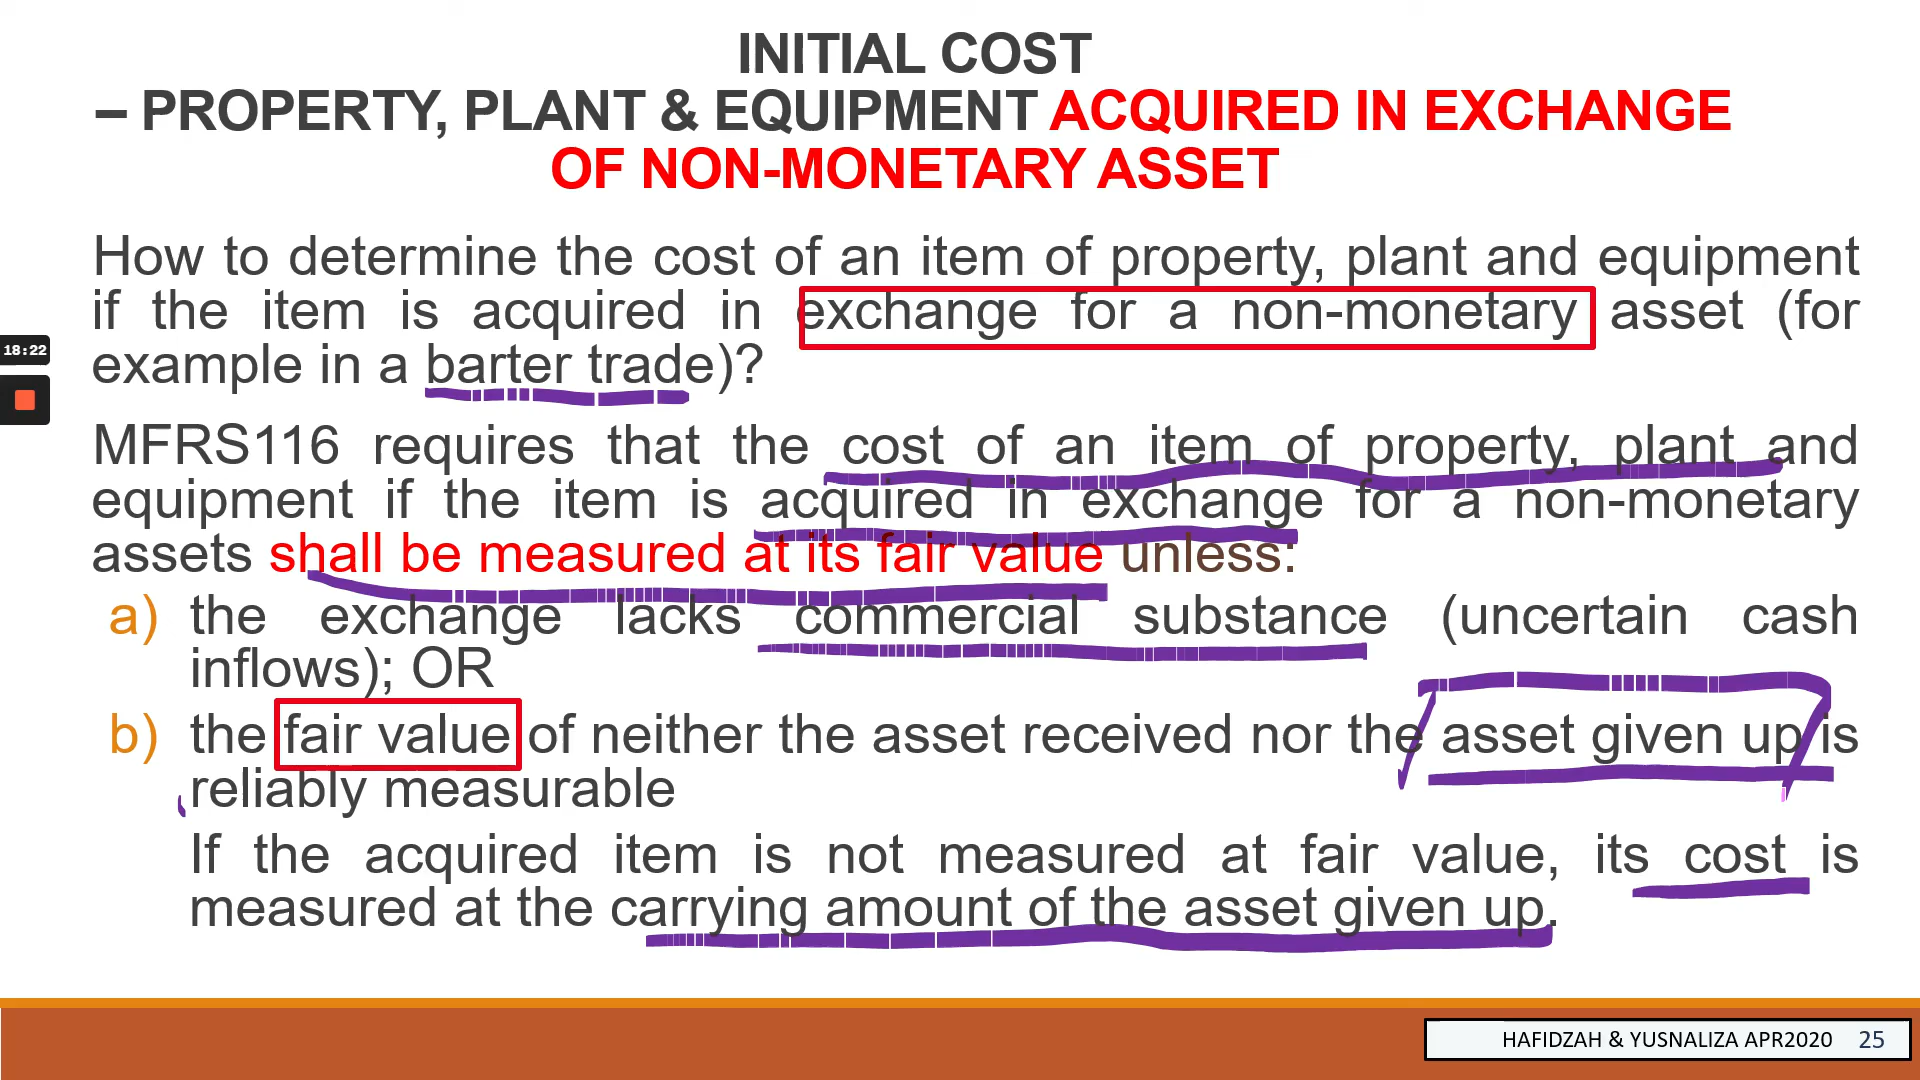 INITIAL COST
– PROPERTY, PLANT & EQUIPMENT ACQUIRED IN EXCHANGE
OF NON-MONETARY ASSET
How to determine the cost of an item of property, plant and equipment
if the item is acquired in exchange for a non-monetary asset (for
example in a barter trade)?
18:22
MFRS116 requires that the cost of an item of property, plant and
equipment if the item is acquired in exchange for a non-monetary
assets shall be measured at its fair value unless:
a) the exchange lacks commercial substance (uncertain cash
inflows); OR
b) the fair value of neither the asset received nor the asset given up is
reliably measurable
If the acquired item is not measured at fair value, its cost is
measured at the carrying amount of the asset given up.
HAFIDZAH & YUSNALIZA APR2020 25